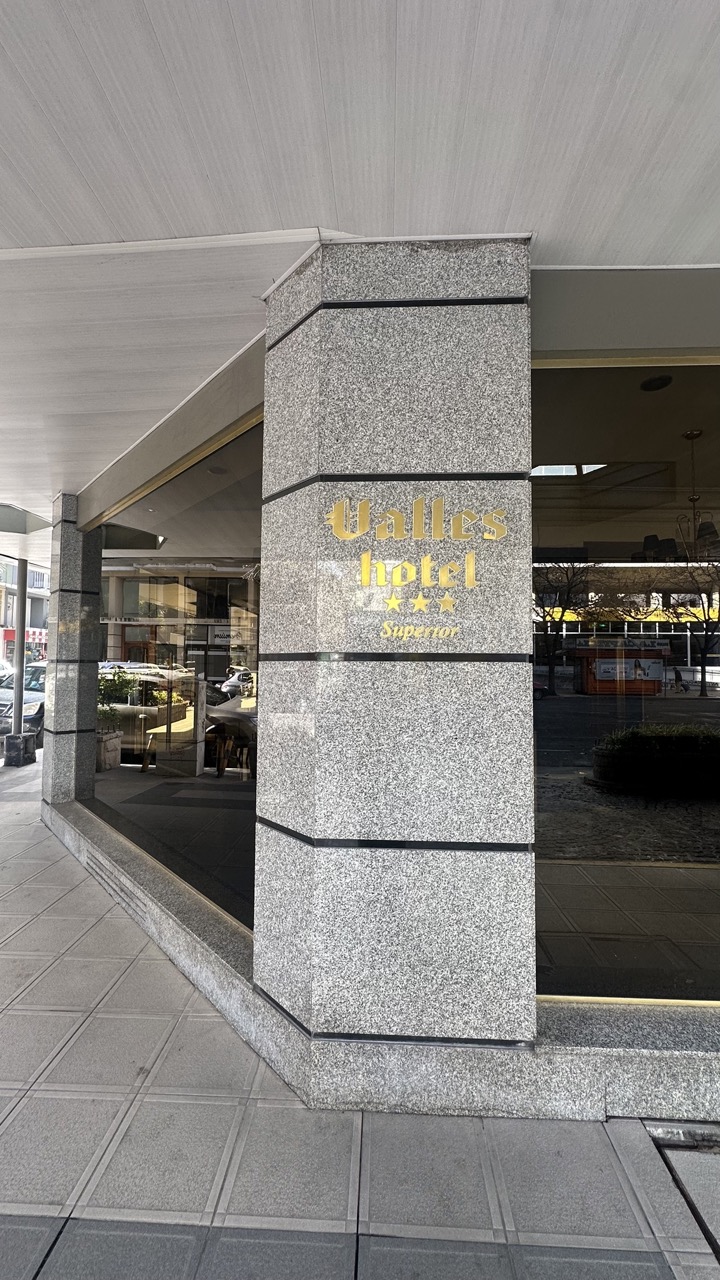 Valles
hotel
★★★
Superior